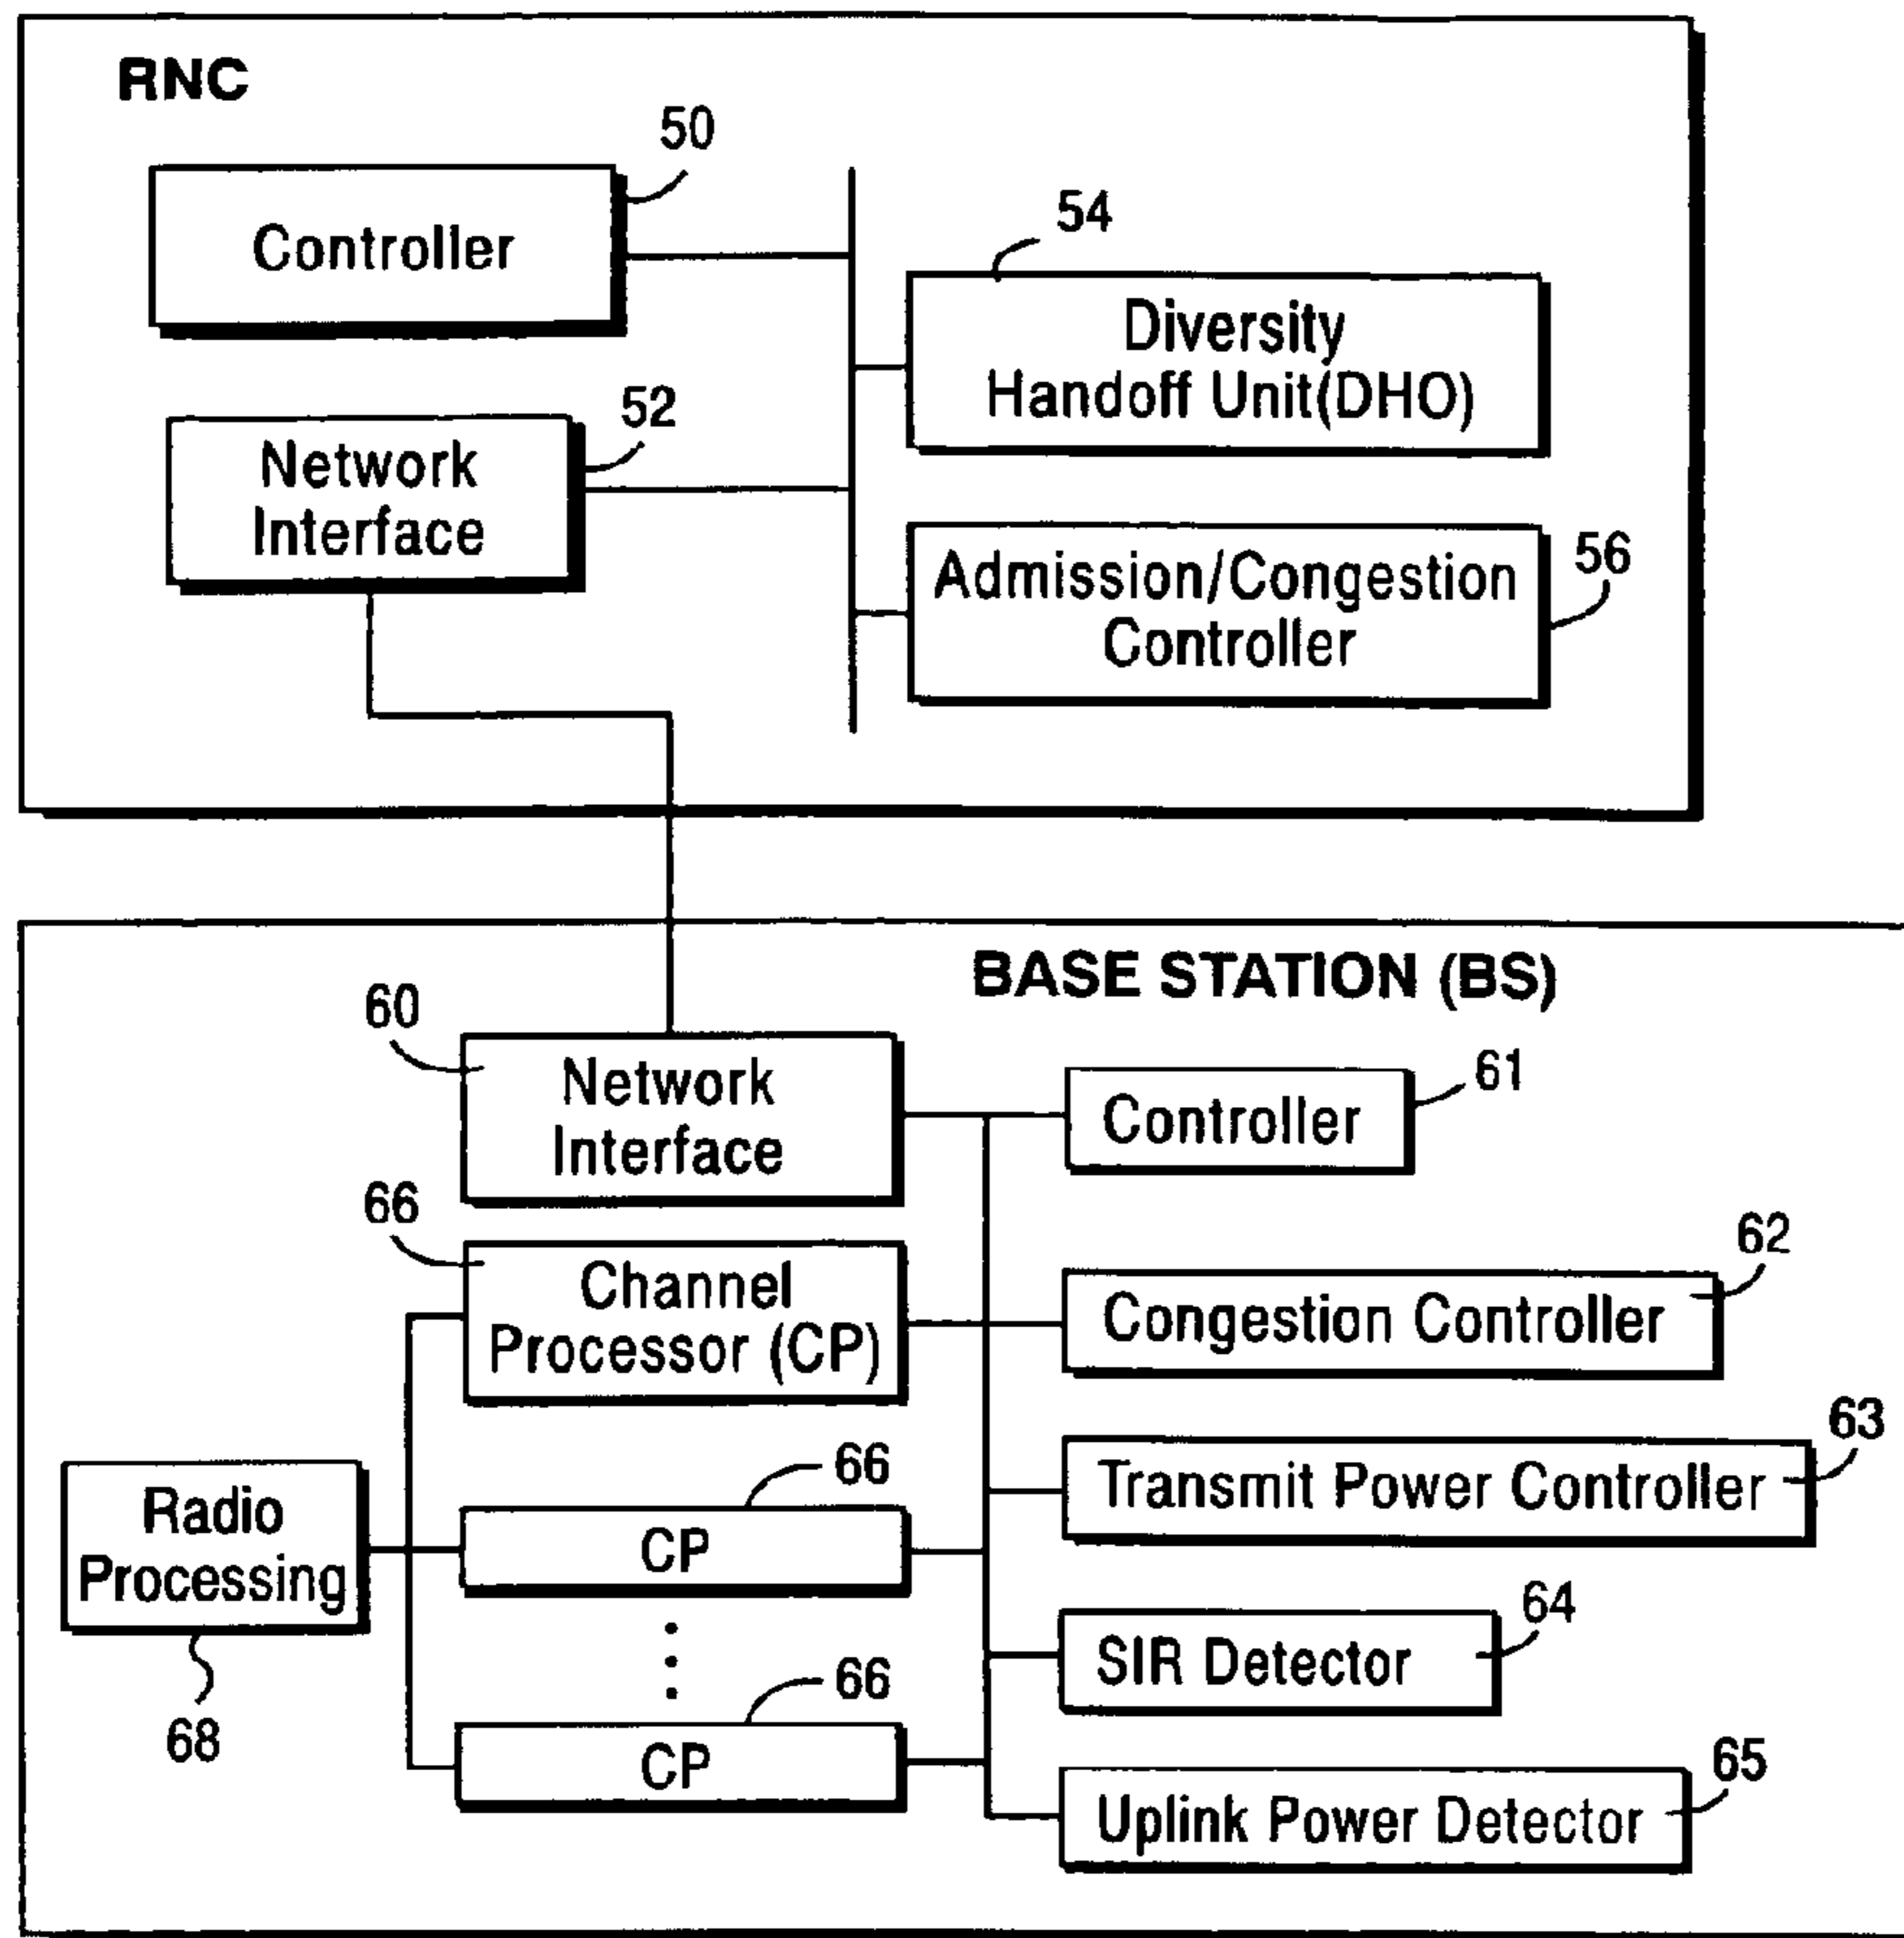 RNC
50
Controller
54
Diversity
Handoff Unit(DHO)
52
Network
Interface
56
Admission/Congestion
Controller
BASE STATION (BS)
60
Network
Interface
61
Controller
66
Channel
Processor (CP)
62
Congestion Controller
63
Transmit Power Controller
66
CP
Radio
Processing
68
64
SIR Detector
66
CP
65
Uplink Power Detector